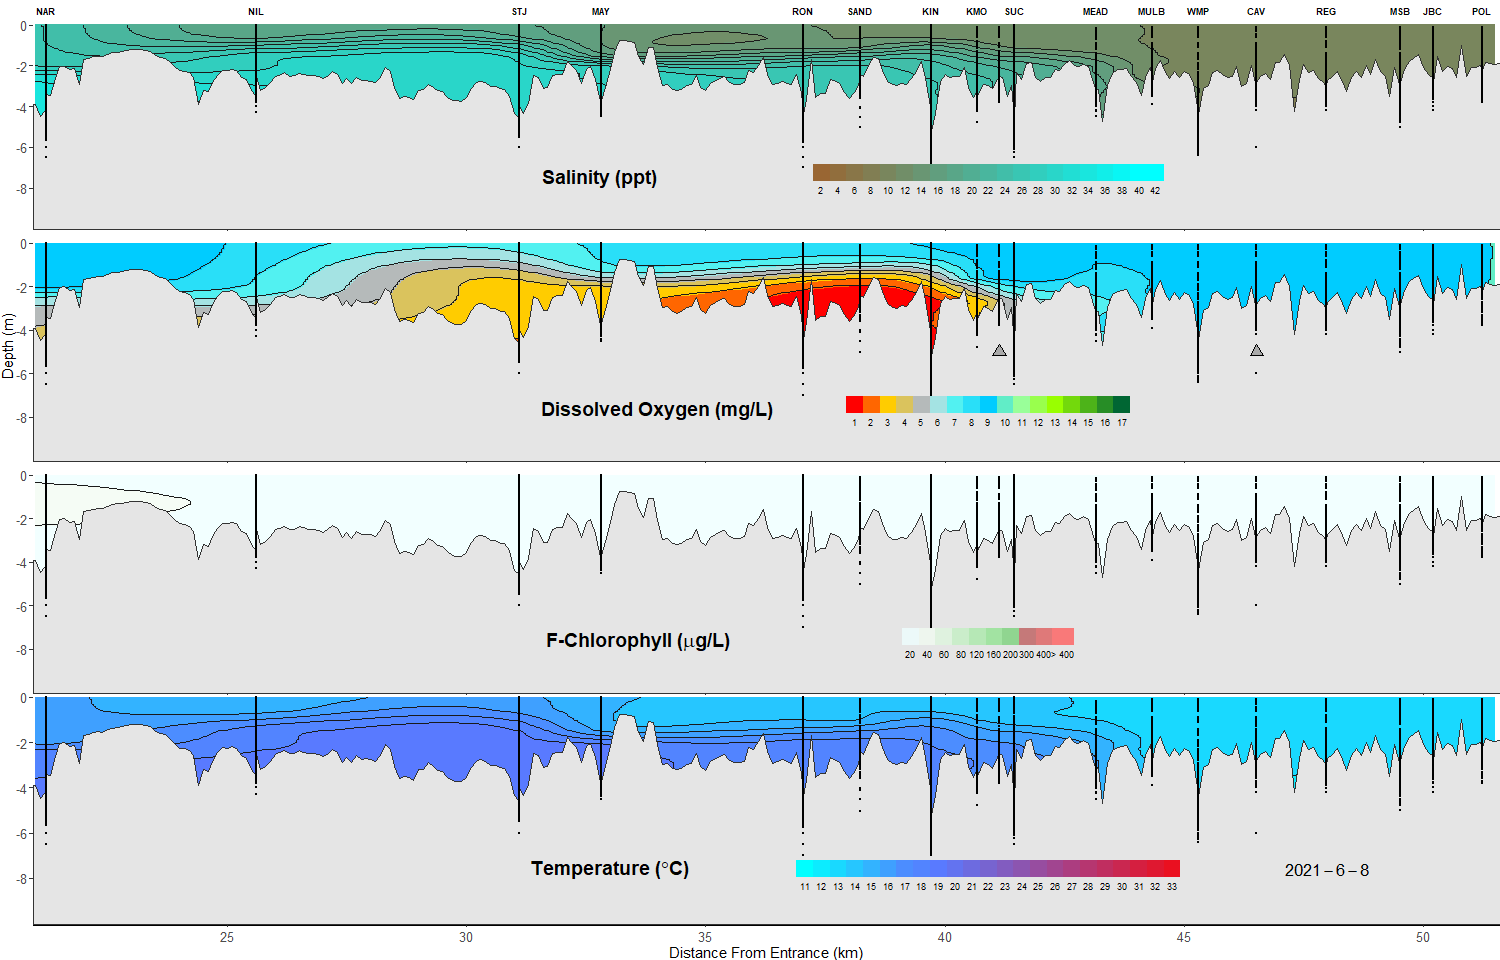 NAR NIL STJ MAY RON SAND KIN KMO SUC MEAD MULB WMP CAV REG MSB JBC POL
0
-2
-4
-6
-8
Salinity (ppt)
2 4 6 8 10 12 14 16 18 20 22 24 26 28 30 32 34 36 38 40 42
0
-2
-4
-6
-8
Depth (m)
Dissolved Oxygen (mg/L)
1 2 3 4 5 6 7 8 9 10 11 12 13 14 15 16 17
0
-2
-4
-6
-8
F-Chlorophyll (μg/L)
20 40 60 80 120 160 200 300 400 > 400
0
-2
-4
-6
-8
Temperature (°C)
11 12 13 14 15 16 17 18 19 20 21 22 23 24 25 26 27 28 29 30 31 32 33
2021 – 6 – 8
25 30 35 40 45 50
Distance From Entrance (km)